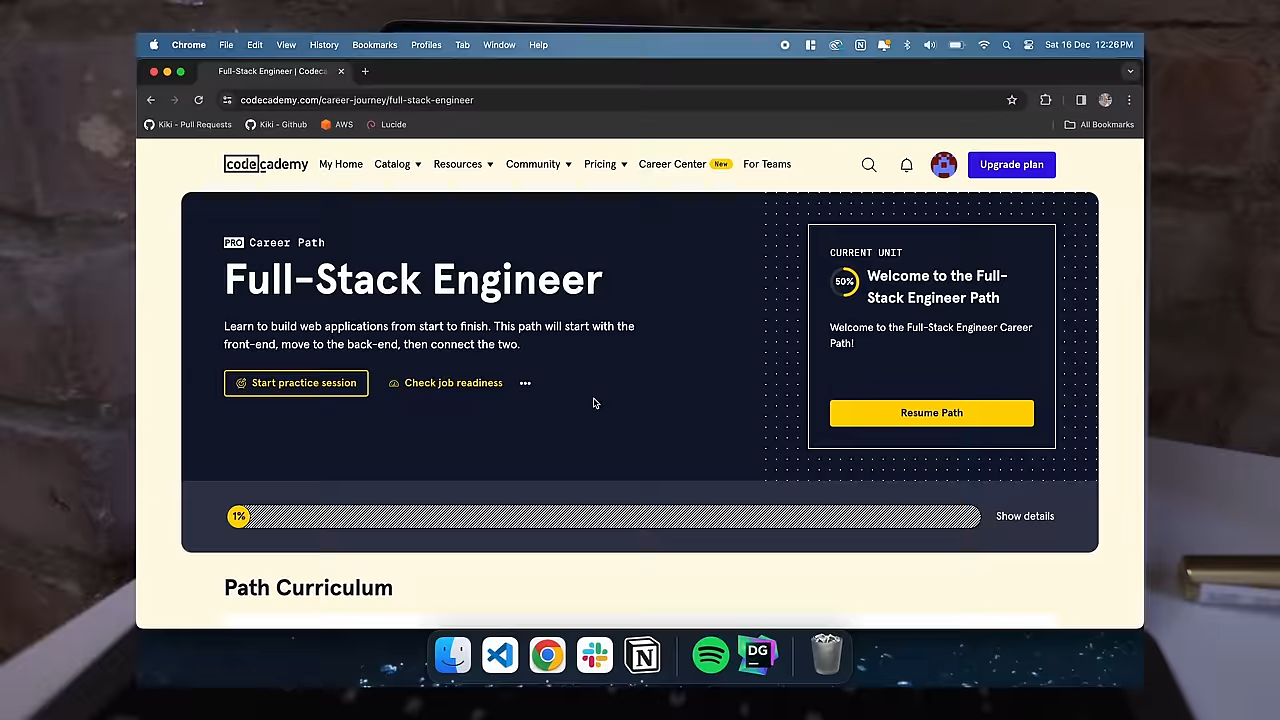 Chrome File Edit View History Bookmarks Profiles Tab Window Help Sat 16 Dec 12:26 PM
Full-Stack Engineer | Codeca
codecademy.com/career-journey/full-stack-engineer
Kiki - Pull Requests Kiki - Github AWS Lucide All Bookmarks
codecademy My Home Catalog Resources Community Pricing Career Center New For Teams Upgrade plan
PRO Career Path
Full-Stack Engineer
Learn to build web applications from start to finish. This path will start with the
front-end, move to the back-end, then connect the two.
Start practice session Check job readiness
CURRENT UNIT
50%
Welcome to the Full-
Stack Engineer Path
Welcome to the Full-Stack Engineer Career
Path!
Resume Path
1% Show details
Path Curriculum
N DG